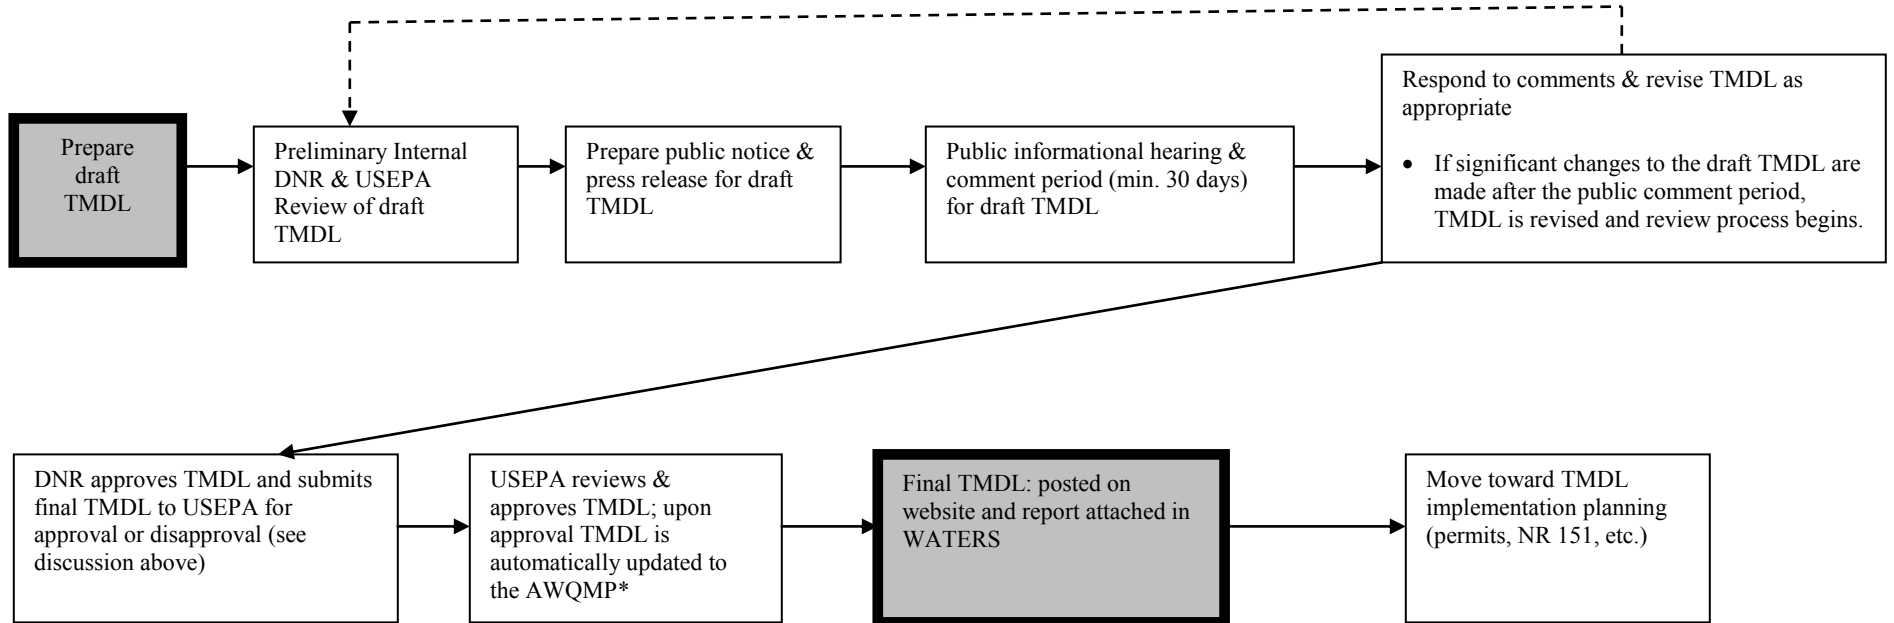 Prepare
draft
TMDL
Preliminary Internal
DNR & USEPA
Review of draft
TMDL
Prepare public notice &
press release for draft
TMDL
Public informational hearing &
comment period (min. 30 days)
for draft TMDL
Respond to comments & revise TMDL as
appropriate
• If significant changes to the draft TMDL are
made after the public comment period,
TMDL is revised and review process begins.
DNR approves TMDL and submits
final TMDL to USEPA for
approval or disapproval (see
discussion above)
USEPA reviews &
approves TMDL; upon
approval TMDL is
automatically updated to
the AWQMP*
Final TMDL: posted on
website and report attached in
WATERS
Move toward TMDL
implementation planning
(permits, NR 151, etc.)